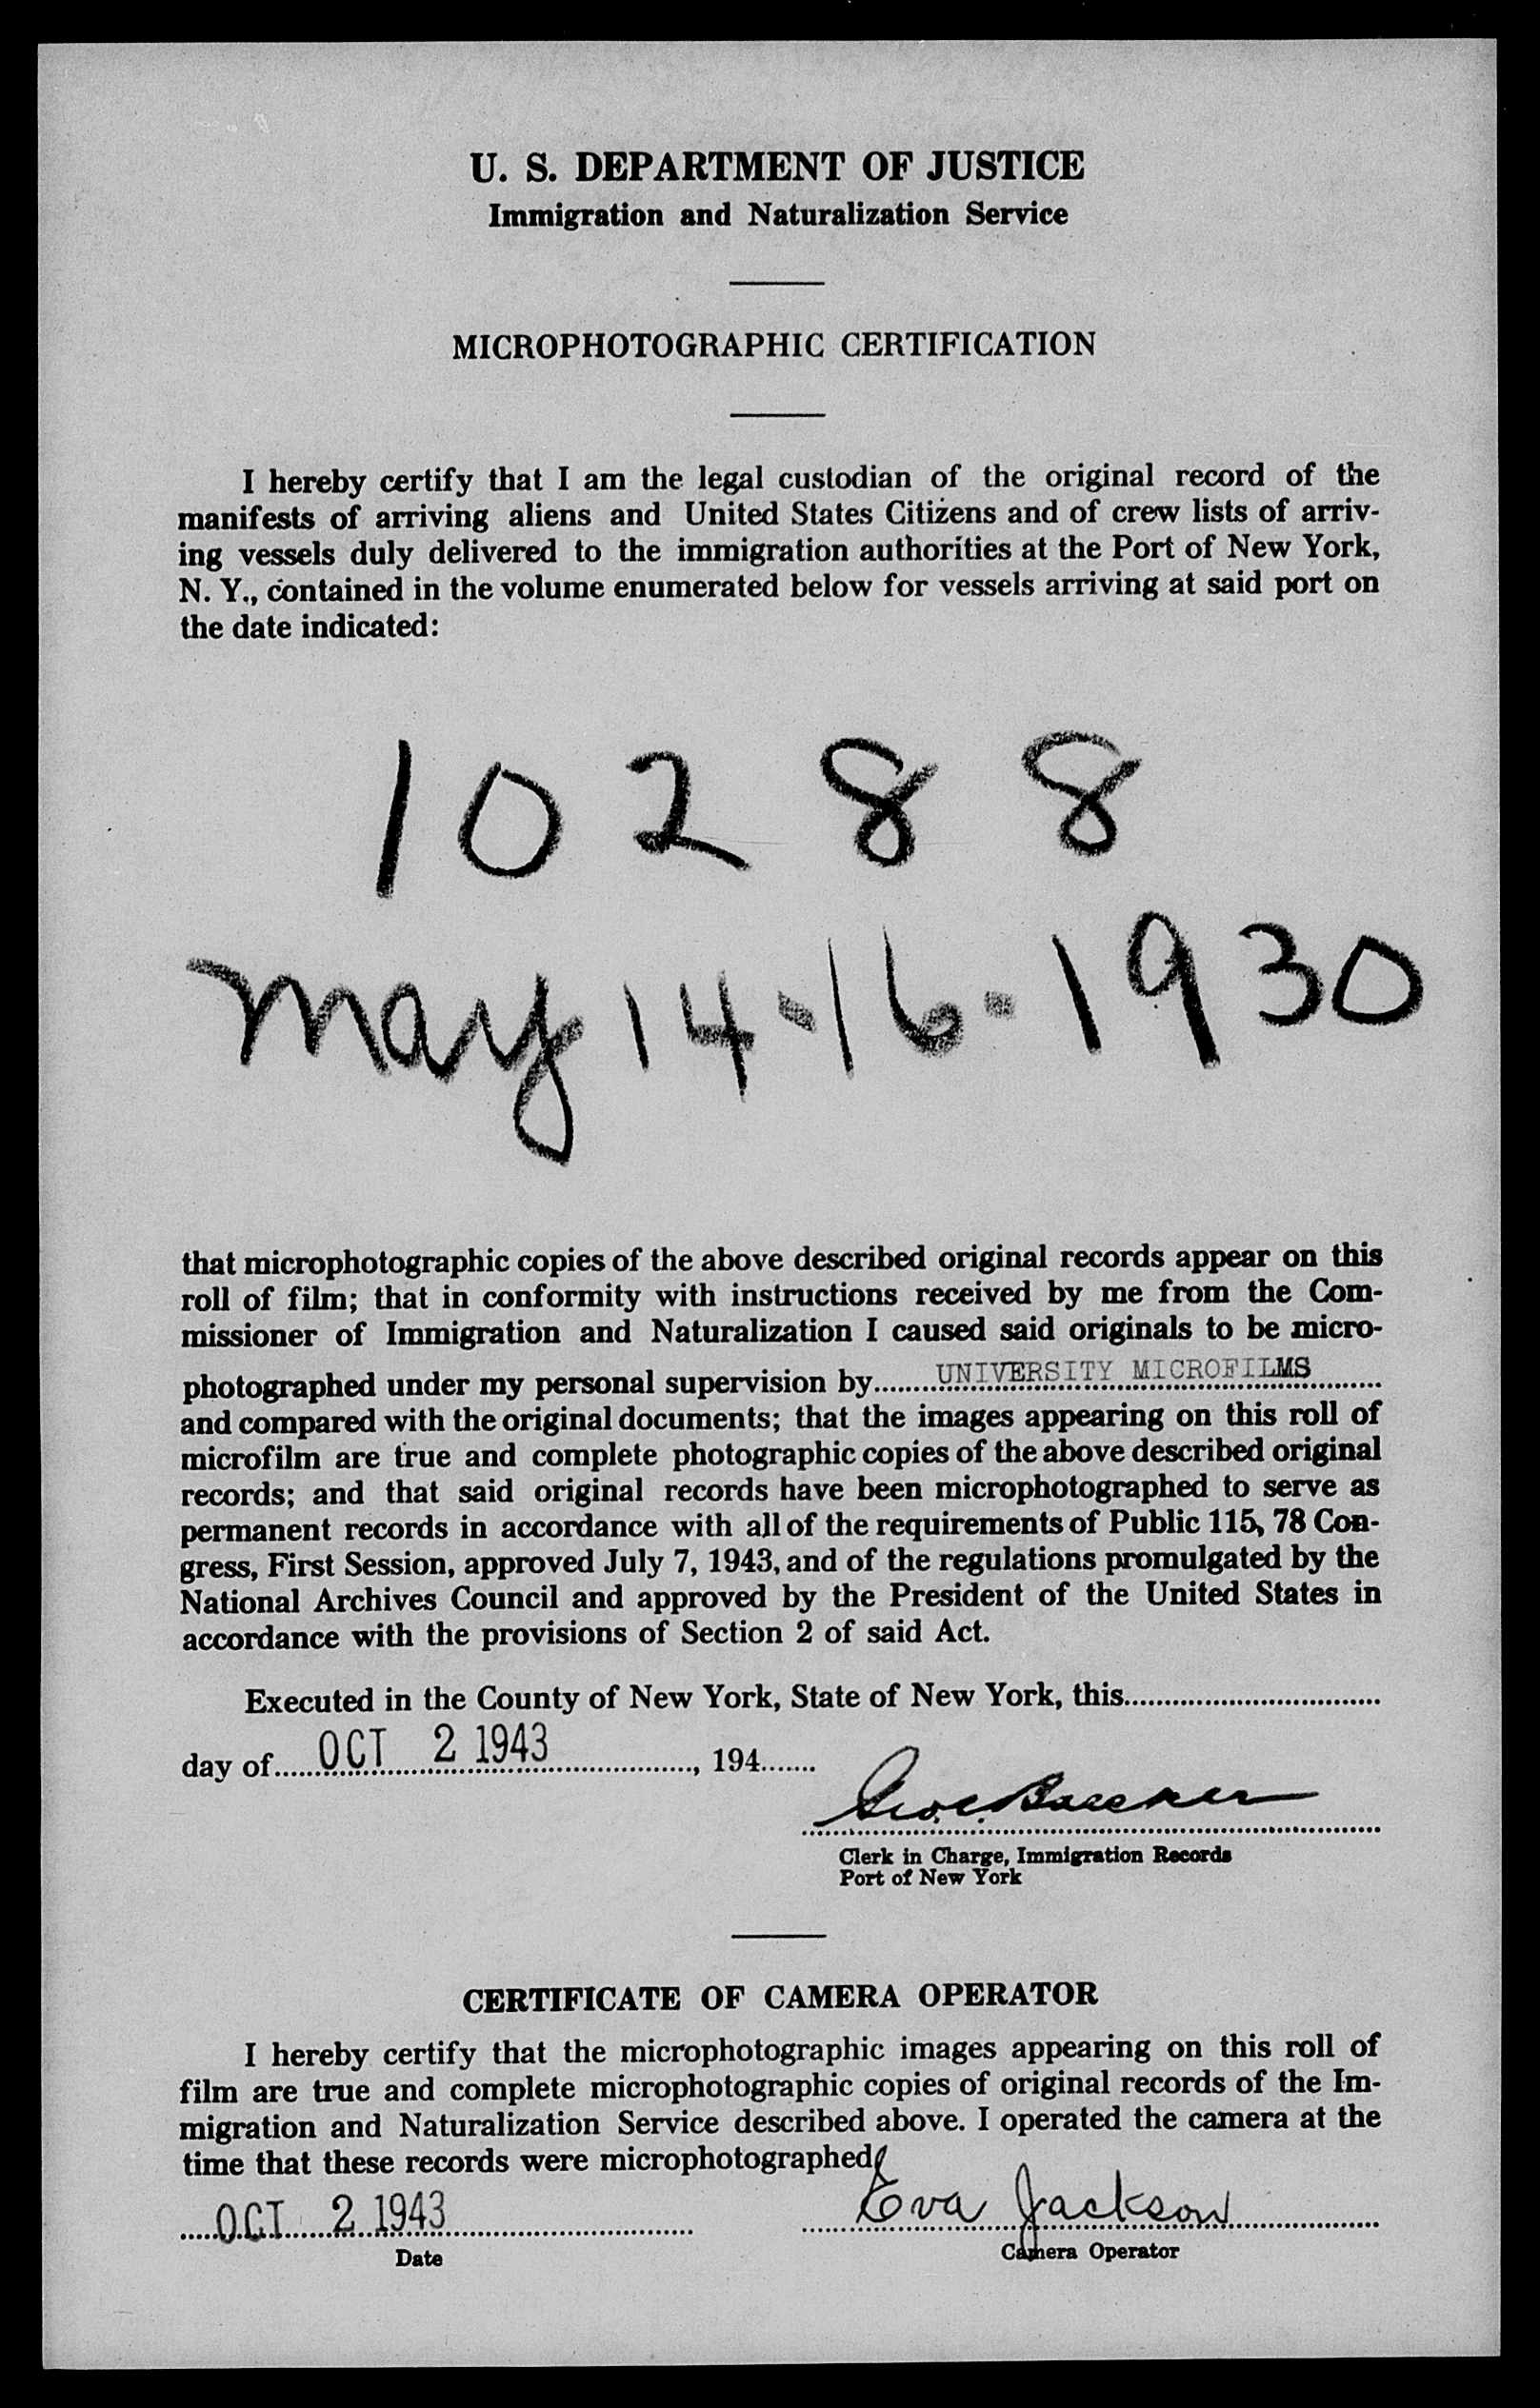 U. S. DEPARTMENT OF JUSTICE
Immigration and Naturalization Service
MICROPHOTOGRAPHIC CERTIFICATION
I hereby certify that I am the legal custodian of the original record of the
manifests of arriving aliens and United States Citizens and of crew lists of arriv-
ing vessels duly delivered to the immigration authorities at the Port of New York,
N. Y., contained in the volume enumerated below for vessels arriving at said port on
the date indicated:
10288
May 14-16-1930
that microphotographic copies of the above described original records appear on this
roll of film; that in conformity with instructions received by me from the Com-
missioner of Immigration and Naturalization I caused said originals to be micro-
photographed under my personal supervision by UNIVERSITY MICROFILMS
and compared with the original documents; that the images appearing on this roll of
microfilm are true and complete photographic copies of the above described original
records; and that said original records have been microphotographed to serve as
permanent records in accordance with all of the requirements of Public 115, 78 Con-
gress, First Session, approved July 7, 1943, and of the regulations promulgated by the
National Archives Council and approved by the President of the United States in
accordance with the provisions of Section 2 of said Act.
Executed in the County of New York, State of New York, this
day of OCT 2 1943, 194
Clerk in Charge, Immigration Records
Port of New York
CERTIFICATE OF CAMERA OPERATOR
I hereby certify that the microphotographic images appearing on this roll of
film are true and complete microphotographic copies of original records of the Im-
migration and Naturalization Service described above. I operated the camera at the
time that these records were microphotographed.
OCT 2 1943 Eva Jackson
Date Camera Operator